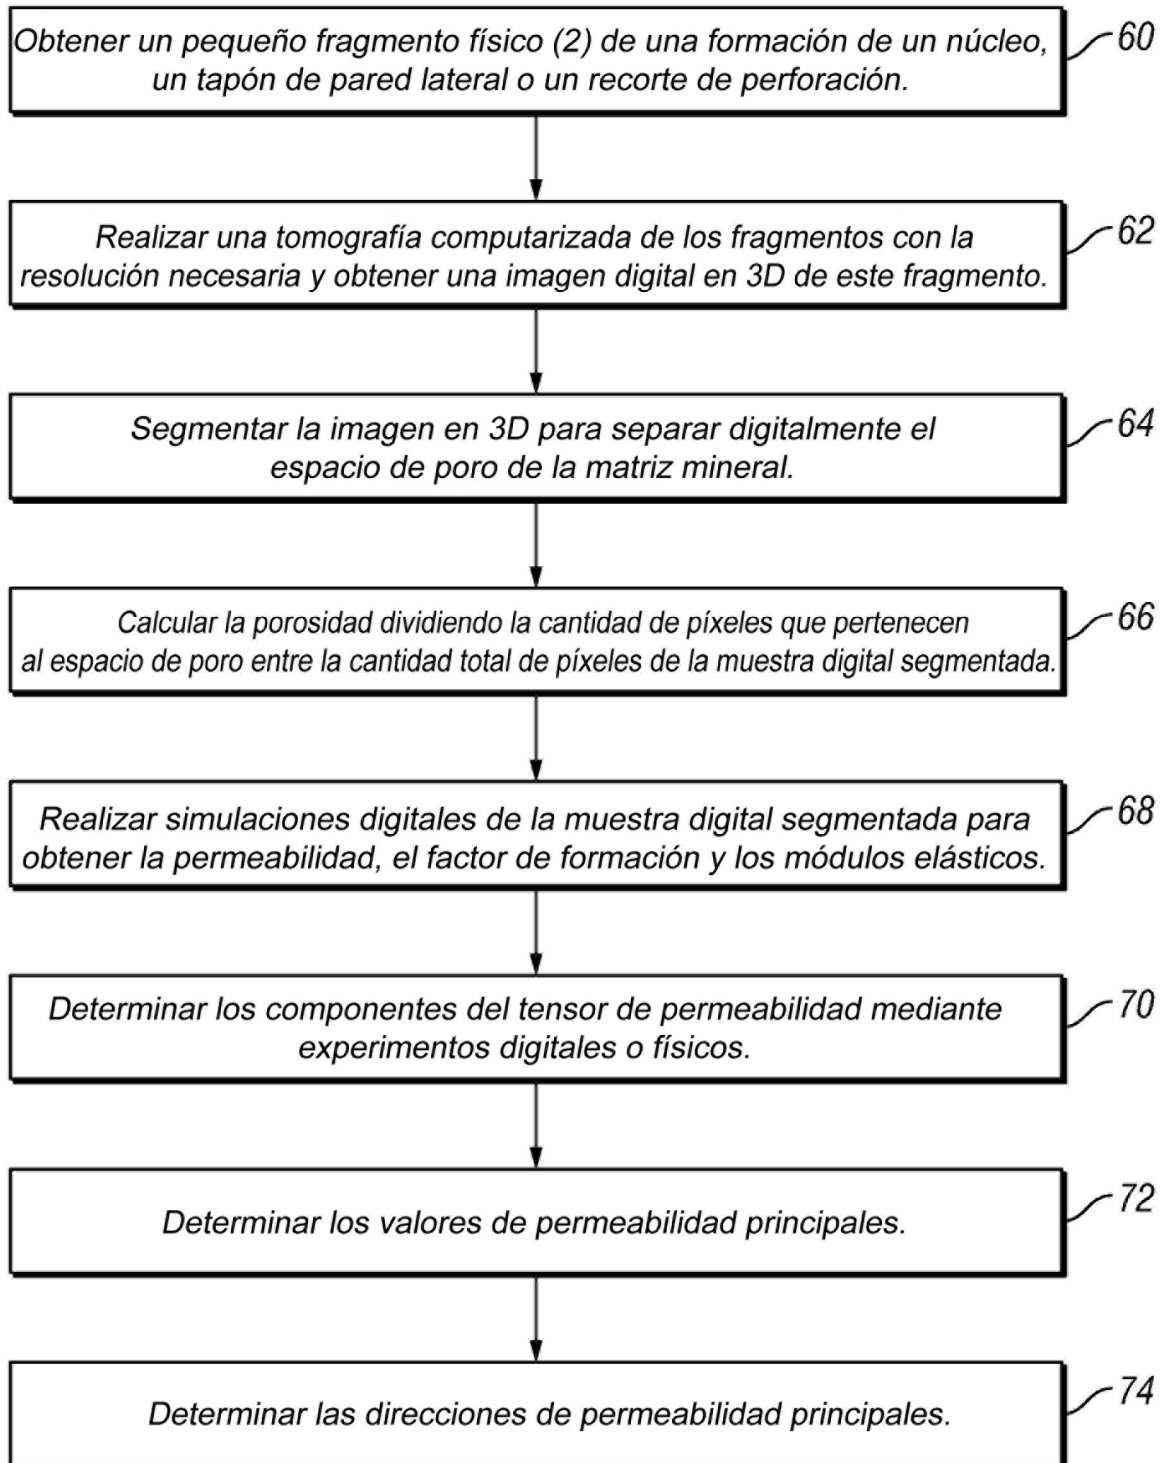 Obtener un pequeño fragmento físico (2) de una formación de un núcleo,
un tapón de pared lateral o un recorte de perforación.
60
Realizar una tomografía computarizada de los fragmentos con la
resolución necesaria y obtener una imagen digital en 3D de este fragmento.
62
Segmentar la imagen en 3D para separar digitalmente el
espacio de poro de la matriz mineral.
64
Calcular la porosidad dividiendo la cantidad de píxeles que pertenecen
al espacio de poro entre la cantidad total de píxeles de la muestra digital segmentada.
66
Realizar simulaciones digitales de la muestra digital segmentada para
obtener la permeabilidad, el factor de formación y los módulos elásticos.
68
Determinar los componentes del tensor de permeabilidad mediante
experimentos digitales o físicos.
70
Determinar los valores de permeabilidad principales.
72
Determinar las direcciones de permeabilidad principales.
74